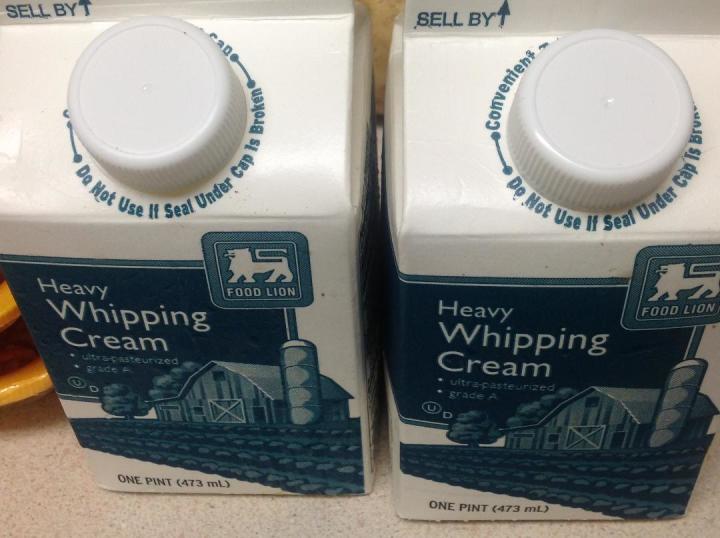 SELL BY
Cap
Do Not Use If Seal Under Cap Is Broken
FOOD LION
Heavy
Whipping
Cream
• ultra-pasteurized
• grade A
U D
ONE PINT (473 mL)
SELL BY
Convenient
Do Not Use If Seal Under Cap Is Broken
FOOD LION
Heavy
Whipping
Cream
• ultra-pasteurized
• grade A
U D
ONE PINT (473 mL)